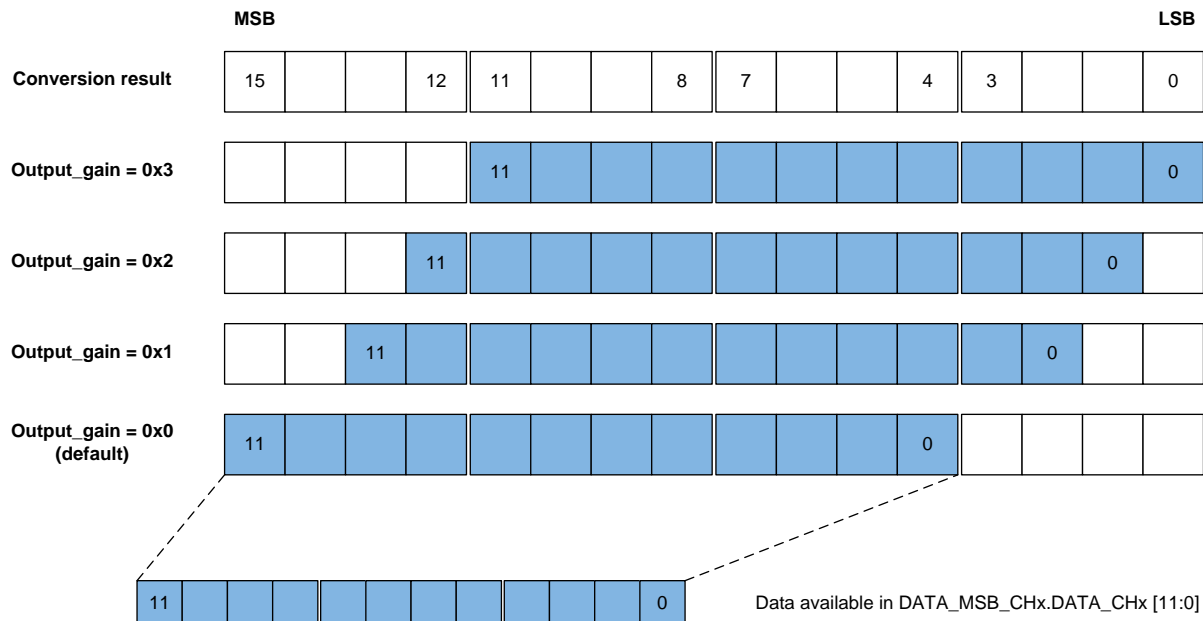 MSB LSB
Conversion result 15 12 11 8 7 4 3 0
Output_gain = 0x3 11 0
Output_gain = 0x2 11 0
Output_gain = 0x1 11 0
Output_gain = 0x0
(default) 11 0
11 0 Data available in DATA_MSB_CHx.DATA_CHx [11:0]